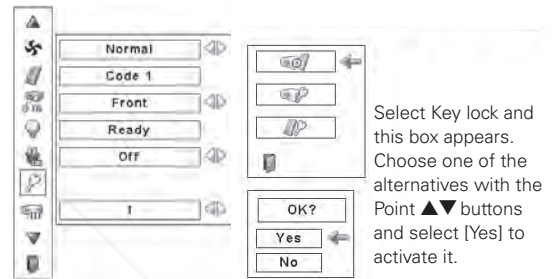 Normal
Code 1
Front
Ready
Off
1
OK?
Yes
No
Select Key lock and
this box appears.
Choose one of the
alternatives with the
Point ▲▼ buttons
and select [Yes] to
activate it.